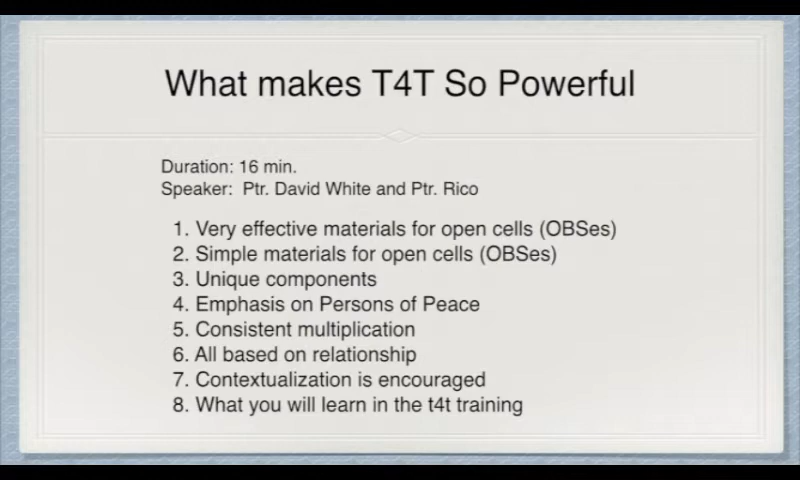 What makes T4T So Powerful
Duration: 16 min.
Speaker: Ptr. David White and Ptr. Rico
1. Very effective materials for open cells (OBSes)
2. Simple materials for open cells (OBSes)
3. Unique components
4. Emphasis on Persons of Peace
5. Consistent multiplication
6. All based on relationship
7. Contextualization is encouraged
8. What you will learn in the t4t training